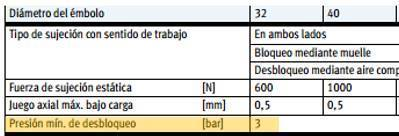 Diámetro del émbolo 32 40
Tipo de sujeción con sentido de trabajo En ambos lados
Bloqueo mediante muelle
Desbloqueo mediante aire
Fuerza de sujeción estática [N] 600 1000
Juego axial máx. bajo carga [mm] 0,5 0,5
Presión mín. de desbloqueo [bar] 3